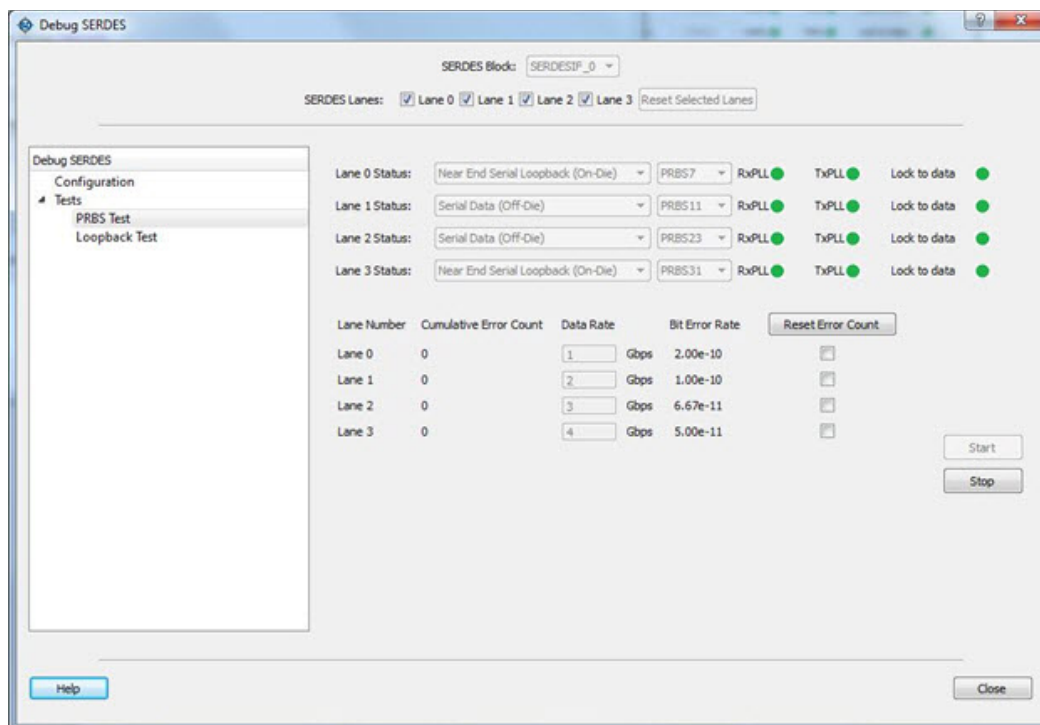 Debug SERDES
SERDES Block: SERDESIF_0
SERDES Lanes: Lane 0 Lane 1 Lane 2 Lane 3 Reset Selected Lanes
Debug SERDES
Configuration
Tests
PRBS Test
Loopback Test
Lane 0 Status: Near End Serial Loopback (On-Die) PRBS7 RxPLL TxPLL Lock to data
Lane 1 Status: Serial Data (Off-Die) PRBS11 RxPLL TxPLL Lock to data
Lane 2 Status: Serial Data (Off-Die) PRBS23 RxPLL TxPLL Lock to data
Lane 3 Status: Near End Serial Loopback (On-Die) PRBS31 RxPLL TxPLL Lock to data
Lane Number Cumulative Error Count Data Rate Bit Error Rate Reset Error Count
Lane 0 0 1 Gbps 2.00e-10
Lane 1 0 2 Gbps 1.00e-10
Lane 2 0 3 Gbps 6.67e-11
Lane 3 0 4 Gbps 5.00e-11
Start
Stop
Help Close